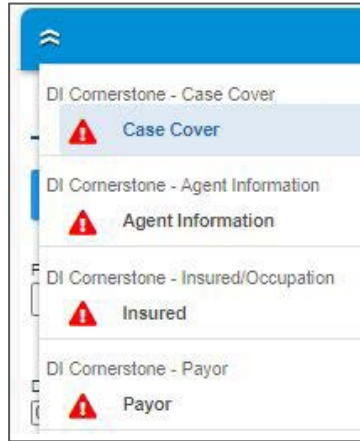 DI Cornerstone - Case Cover
Case Cover
DI Cornerstone - Agent Information
Agent Information
DI Cornerstone - Insured/Occupation
Insured
DI Cornerstone - Payor
Payor